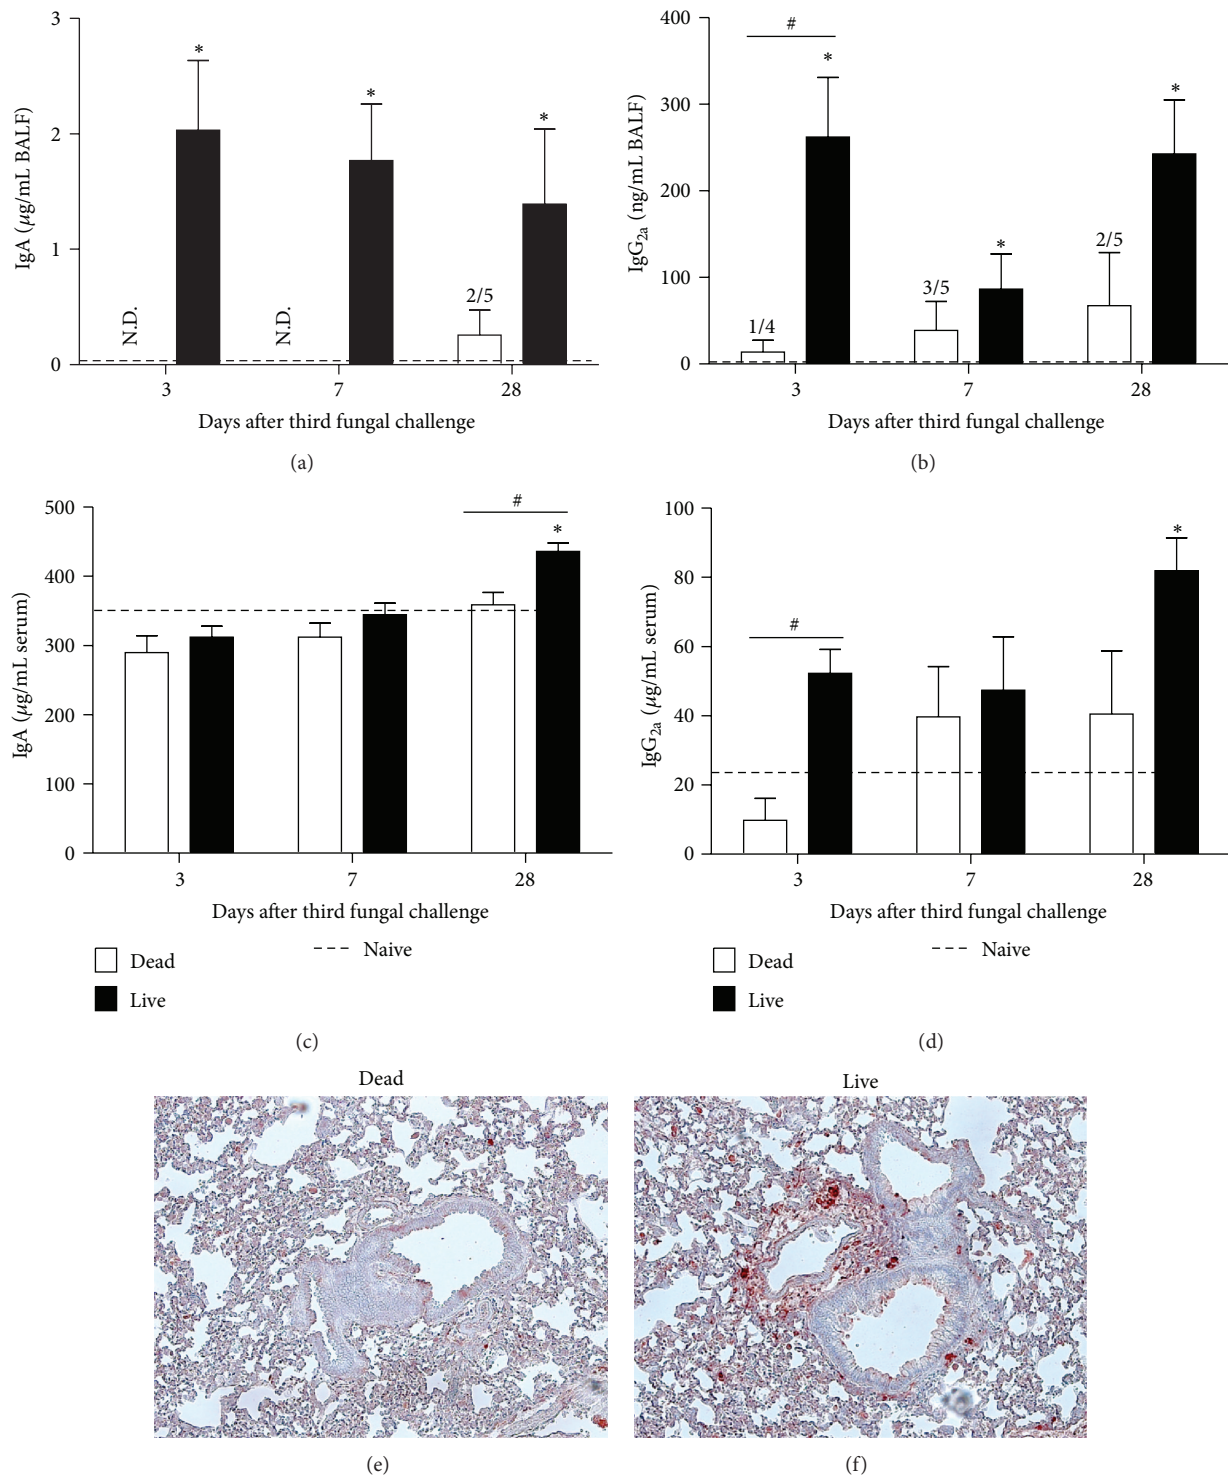 3
2
1
0
IgA (µg/mL BALF)
N.D.
*
N.D.
*
2/5
*
3
7
28
Days after third fungal challenge
(a)
400
300
200
100
0
IgG2a (ng/mL BALF)
#
1/4
*
3/5
*
2/5
*
3
7
28
Days after third fungal challenge
(b)
500
400
300
200
100
0
IgA (µg/mL serum)
#
*
3
7
28
Days after third fungal challenge
Dead
Live
Naive
(c)
100
80
60
40
20
0
IgG2a (µg/mL serum)
#
*
3
7
28
Days after third fungal challenge
Dead
Live
Naive
(d)
Dead
(e)
Live
(f)